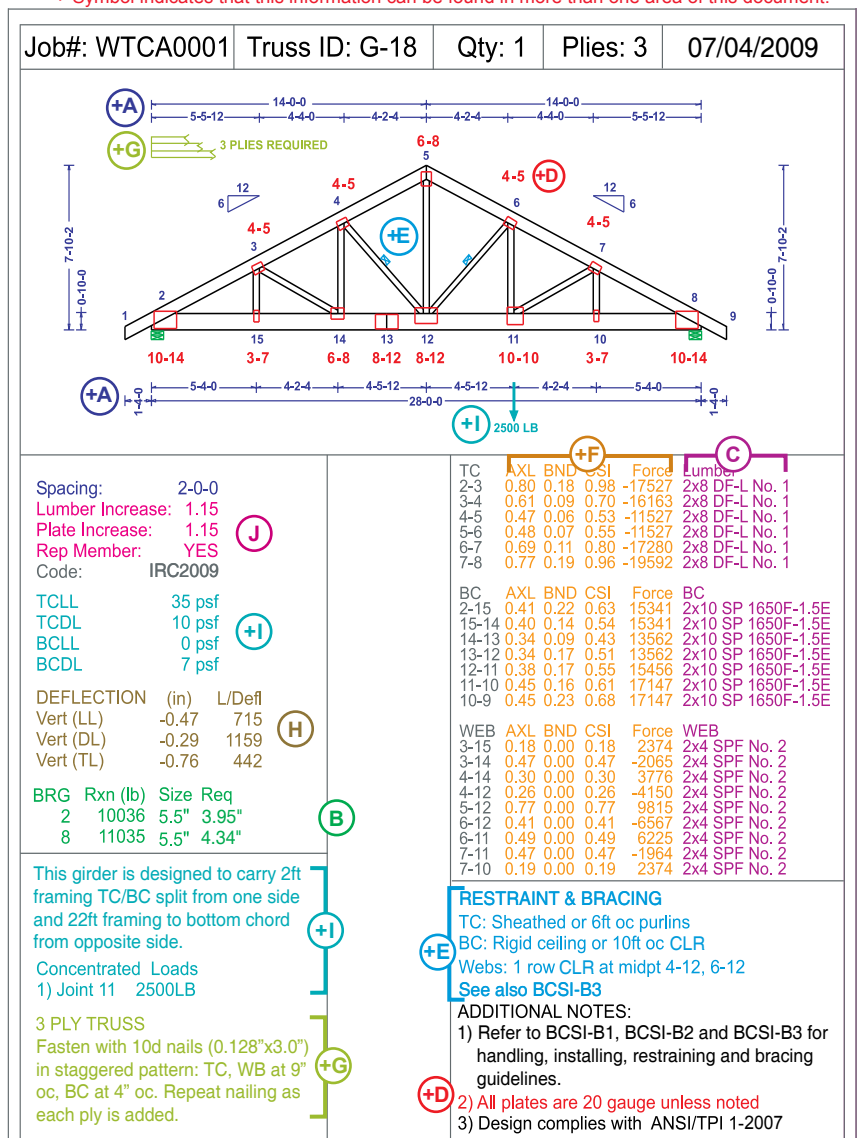 + Symbol indicates that this information can be found in more than one area of this document.
Job#: WTCA0001 Truss ID: G-18 Qty: 1 Plies: 3 07/04/2009
+A
14-0-0 14-0-0
5-5-12 4-4-0 4-2-4 4-2-4 4-4-0 5-5-12
+G 3 PLIES REQUIRED
6-8
5
4-5 4-5 +D
12 4 6 12
6 6
4-5 +E 4-5
3 7
7-10-2 7-10-2
0-10-0 0-10-0
2 8
1 9
15 14 13 12 11 10
10-14 3-7 6-8 8-12 8-12 10-10 3-7 10-14
+A
5-4-0 4-2-4 4-5-12 4-5-12 4-2-4 5-4-0
1-4-0 28-0-0 1-4-0
+I 2500 LB
Spacing: 2-0-0
Lumber Increase: 1.15
Plate Increase: 1.15
Rep Member: YES
J
Code: IRC2009
TCLL 35 psf
TCDL 10 psf
BCLL 0 psf
BCDL 7 psf
+I
DEFLECTION (in) L/Defl
Vert (LL) -0.47 715
Vert (DL) -0.29 1159
Vert (TL) -0.76 442
H
BRG Rxn (lb) Size Req
2 10036 5.5" 3.95"
8 11035 5.5" 4.34"
B
This girder is designed to carry 2ft
framing TC/BC split from one side
and 22ft framing to bottom chord
from opposite side.
+I
Concentrated Loads
1) Joint 11 2500LB
3 PLY TRUSS
Fasten with 10d nails (0.128”x3.0”)
in staggered pattern: TC, WB at 9”
oc, BC at 4” oc. Repeat nailing as
each ply is added.
+G
+F C
TC AXL BND CSI Force Lumber
2-3 0.80 0.18 0.98 -17527 2x8 DF-L No. 1
3-4 0.61 0.09 0.70 -16163 2x8 DF-L No. 1
4-5 0.47 0.06 0.53 -11527 2x8 DF-L No. 1
5-6 0.48 0.07 0.55 -11527 2x8 DF-L No. 1
6-7 0.69 0.11 0.80 -17280 2x8 DF-L No. 1
7-8 0.77 0.19 0.96 -19592 2x8 DF-L No. 1
BC AXL BND CSI Force BC
2-15 0.41 0.22 0.63 15341 2x10 SP 1650F-1.5E
15-14 0.40 0.14 0.54 15341 2x10 SP 1650F-1.5E
14-13 0.34 0.09 0.43 13562 2x10 SP 1650F-1.5E
13-12 0.34 0.17 0.51 13562 2x10 SP 1650F-1.5E
12-11 0.38 0.17 0.55 15456 2x10 SP 1650F-1.5E
11-10 0.45 0.16 0.61 17147 2x10 SP 1650F-1.5E
10-9 0.45 0.23 0.68 17147 2x10 SP 1650F-1.5E
WEB AXL BND CSI Force WEB
3-15 0.18 0.00 0.18 2374 2x4 SPF No. 2
3-14 0.47 0.00 0.47 -2065 2x4 SPF No. 2
4-14 0.30 0.00 0.30 3776 2x4 SPF No. 2
4-12 0.26 0.00 0.26 -4150 2x4 SPF No. 2
5-12 0.77 0.00 0.77 9815 2x4 SPF No. 2
6-12 0.41 0.00 0.41 -6567 2x4 SPF No. 2
6-11 0.49 0.00 0.49 6225 2x4 SPF No. 2
7-11 0.47 0.00 0.47 -1964 2x4 SPF No. 2
7-10 0.19 0.00 0.19 2374 2x4 SPF No. 2
RESTRAINT & BRACING
TC: Sheathed or 6ft oc purlins
BC: Rigid ceiling or 10ft oc CLR
Webs: 1 row CLR at midpt 4-12, 6-12
See also BCSI-B3
+E
ADDITIONAL NOTES:
1) Refer to BCSI-B1, BCSI-B2 and BCSI-B3 for
handling, installing, restraining and bracing
guidelines.
+D
2) All plates are 20 gauge unless noted
3) Design complies with ANSI/TPI 1-2007